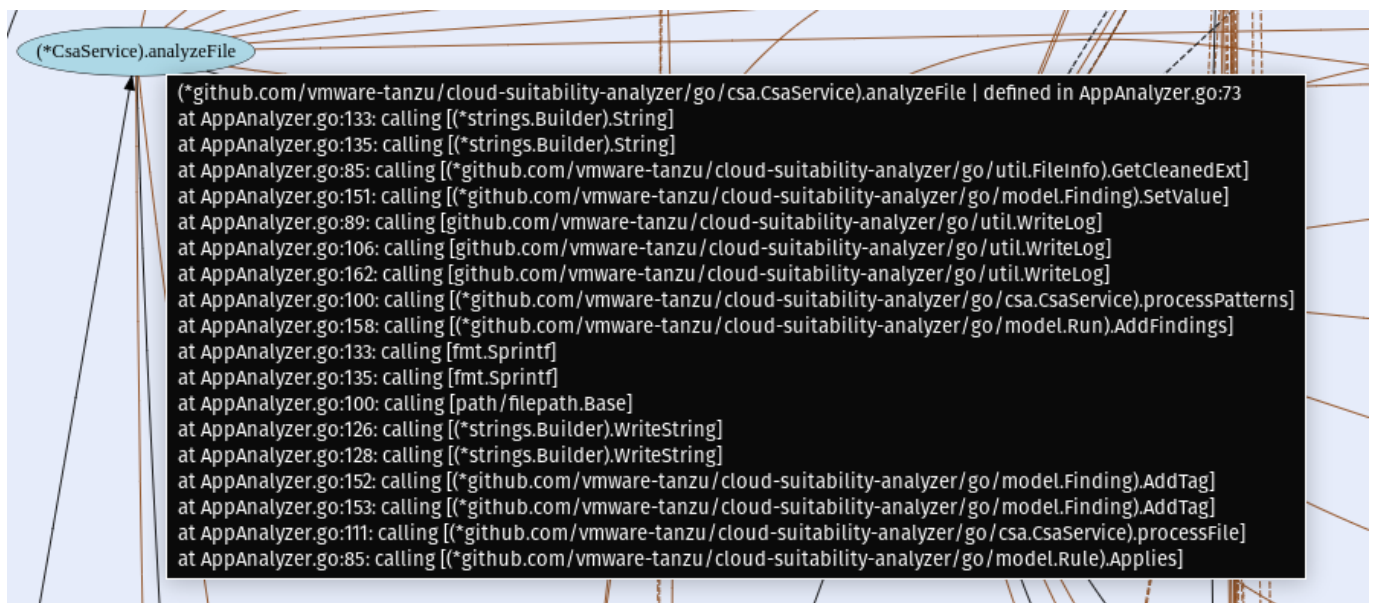 (*CsaService).analyzeFile
(*github.com/vmware-tanzu/cloud-suitability-analyzer/go/csa.CsaService).analyzeFile | defined in AppAnalyzer.go:73
at AppAnalyzer.go:133: calling [(*strings.Builder).String]
at AppAnalyzer.go:135: calling [(*strings.Builder).String]
at AppAnalyzer.go:85: calling [(*github.com/vmware-tanzu/cloud-suitability-analyzer/go/util.FileInfo).GetCleanedExt]
at AppAnalyzer.go:151: calling [(*github.com/vmware-tanzu/cloud-suitability-analyzer/go/model.Finding).SetValue]
at AppAnalyzer.go:89: calling [github.com/vmware-tanzu/cloud-suitability-analyzer/go/util.WriteLog]
at AppAnalyzer.go:106: calling [github.com/vmware-tanzu/cloud-suitability-analyzer/go/util.WriteLog]
at AppAnalyzer.go:162: calling [github.com/vmware-tanzu/cloud-suitability-analyzer/go/util.WriteLog]
at AppAnalyzer.go:100: calling [(*github.com/vmware-tanzu/cloud-suitability-analyzer/go/csa.CsaService).processPatterns]
at AppAnalyzer.go:158: calling [(*github.com/vmware-tanzu/cloud-suitability-analyzer/go/model.Run).AddFindings]
at AppAnalyzer.go:133: calling [fmt.Sprintf]
at AppAnalyzer.go:135: calling [fmt.Sprintf]
at AppAnalyzer.go:100: calling [path/filepath.Base]
at AppAnalyzer.go:126: calling [(*strings.Builder).WriteString]
at AppAnalyzer.go:128: calling [(*strings.Builder).WriteString]
at AppAnalyzer.go:152: calling [(*github.com/vmware-tanzu/cloud-suitability-analyzer/go/model.Finding).AddTag]
at AppAnalyzer.go:153: calling [(*github.com/vmware-tanzu/cloud-suitability-analyzer/go/model.Finding).AddTag]
at AppAnalyzer.go:111: calling [(*github.com/vmware-tanzu/cloud-suitability-analyzer/go/csa.CsaService).processFile]
at AppAnalyzer.go:85: calling [(*github.com/vmware-tanzu/cloud-suitability-analyzer/go/model.Rule).Applies]